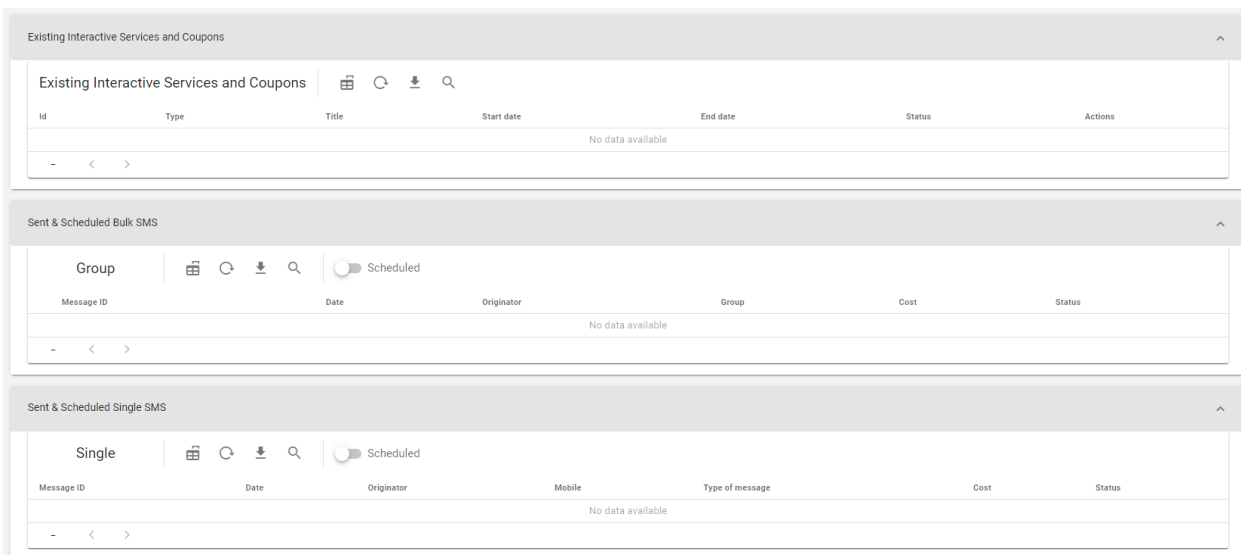 Existing Interactive Services and Coupons
Existing Interactive Services and Coupons
Id Type Title Start date End date Status Actions
No data available
-
Sent & Scheduled Bulk SMS
Group Scheduled
Message ID Date Originator Group Cost Status
No data available
-
Sent & Scheduled Single SMS
Single Scheduled
Message ID Date Originator Mobile Type of message Cost Status
No data available
-